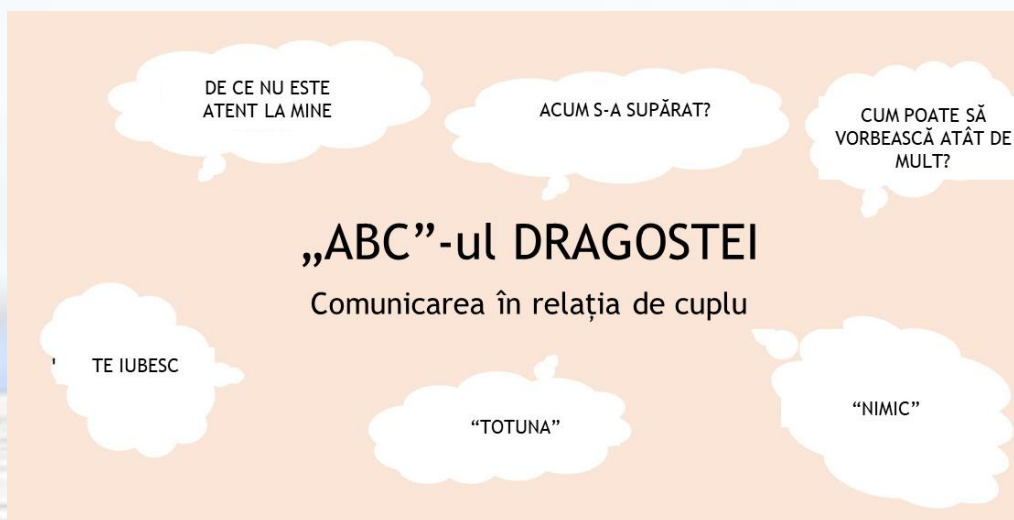 DE CE NU ESTE
ATENT LA MINE
ACUM S-A SUPĂRAT?
CUM POATE SĂ
VORBEASCĂ ATÂT DE
MULT?
„ABC”-ul DRAGOSTEI
Comunicarea în relația de cuplu
' TE IUBESC
“TOTUNA”
“NIMIC”